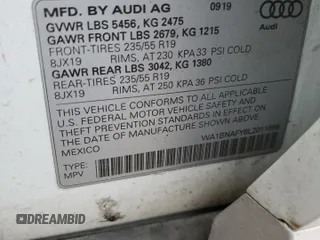 MFD. BY AUDI AG
09 19
Audi
GVWR LBS 5456, KG 2475
GAWR FRONT LBS 2679, KG 1215
FRONT-TIRES 235/55 R19
8JX19 RIMS, AT 230 KPA 33 PSI COLD
GAWR REAR LBS 3042, KG 1380
REAR-TIRES 235/55 R19
8JX19 RIMS, AT 250 KPA 36 PSI COLD
THIS VEHICLE CONFORMS TO ALL APPLICABLE
U.S. FEDERAL MOTOR VEHICLE SAFETY
AND THEFT PREVENTION STANDARDS IN EFFECT ON THE
DATE OF MANUFACTURE SHOWN ABOVE
TYPE: MPV
DREAMBID